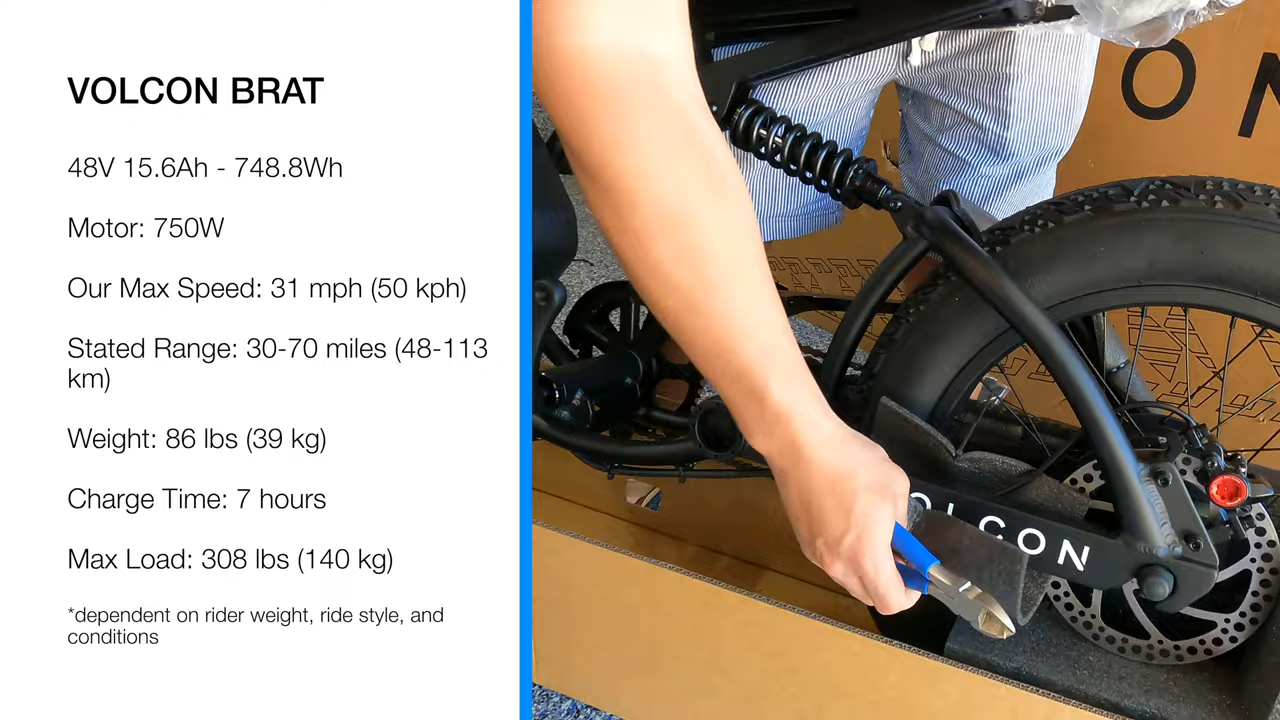 VOLCON BRAT
48V 15.6Ah - 748.8Wh
Motor: 750W
Our Max Speed: 31 mph (50 kph)
Stated Range: 30-70 miles (48-113
km)
Weight: 86 lbs (39 kg)
Charge Time: 7 hours
Max Load: 308 lbs (140 kg)
*dependent on rider weight, ride style, and
conditions
ON
OLCON